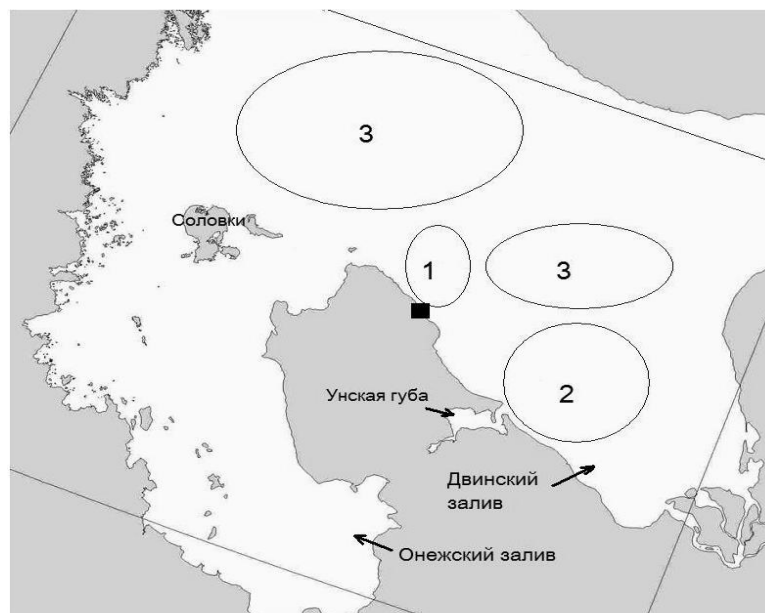 3
Соловки
1
3
Унская губа
2
Двинский
залив
Онежский залив